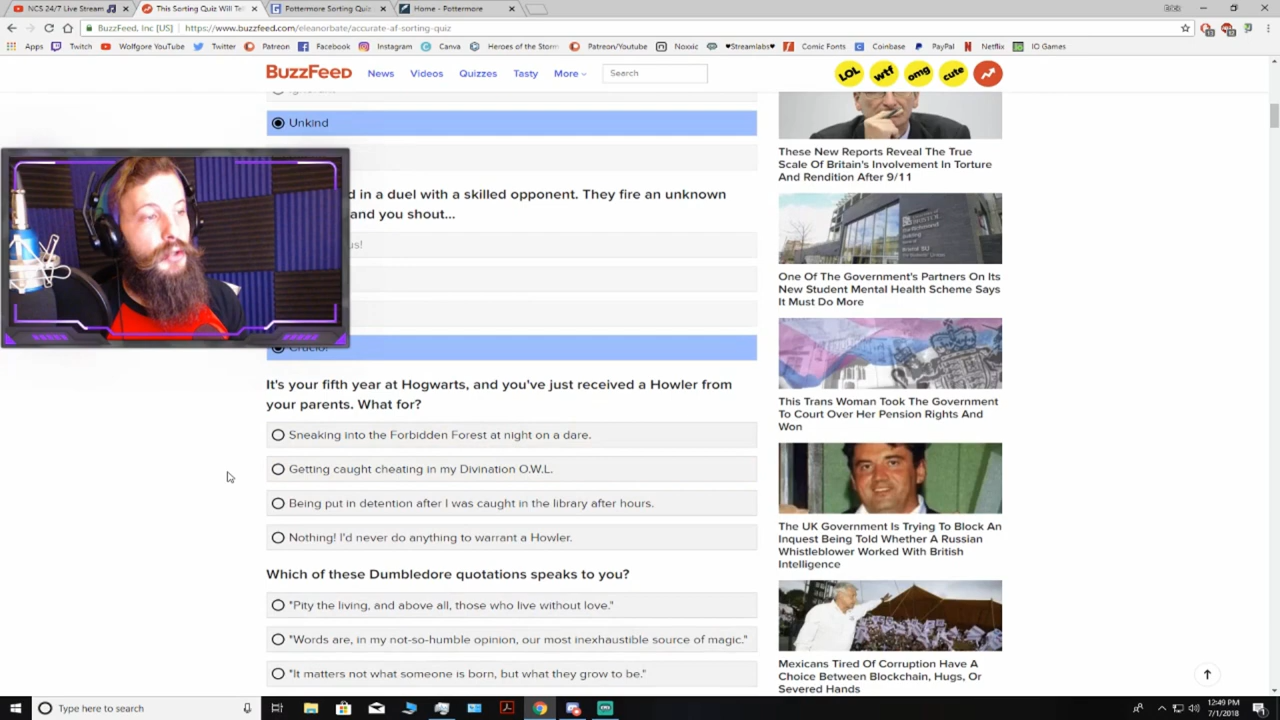 NCS 24/7 Live Stream
This Sorting Quiz Will Tel
Pottermore Sorting Quiz
Home - Pottermore
BuzzFeed, Inc [US] | https://www.buzzfeed.com/eleanorbate/accurate-af-sorting-quiz
Apps Twitch Wolfgore YouTube Twitter Patreon Facebook Instagram Canva Heroes of the Storm Patreon/Youtube Noxxic »Streamlabs« Comic Fonts Coinbase PayPal Netflix IO Games
BuzzFeed News Videos Quizzes Tasty More Search LOL wtf omg cute
Ignorant
Unkind
d in a duel with a skilled opponent. They fire an unknown
and you shout...
us!
Crucio!
It's your fifth year at Hogwarts, and you've just received a Howler from
your parents. What for?
Sneaking into the Forbidden Forest at night on a dare.
Getting caught cheating in my Divination O.W.L.
Being put in detention after I was caught in the library after hours.
Nothing! I'd never do anything to warrant a Howler.
Which of these Dumbledore quotations speaks to you?
"Pity the living, and above all, those who live without love."
"Words are, in my not-so-humble opinion, our most inexhaustible source of magic."
"It matters not what someone is born, but what they grow to be."
These New Reports Reveal The True
Scale Of Britain's Involvement In Torture
And Rendition After 9/11
One Of The Government's Partners On Its
New Student Mental Health Scheme Says
It Must Do More
This Trans Woman Took The Government
To Court Over Her Pension Rights And
Won
The UK Government Is Trying To Block An
Inquest Being Told Whether A Russian
Whistleblower Worked With British
Intelligence
Mexicans Tired Of Corruption Have A
Choice Between Blockchain, Hugs, Or
Severed Hands
Type here to search
12:49 PM
7/1/2018